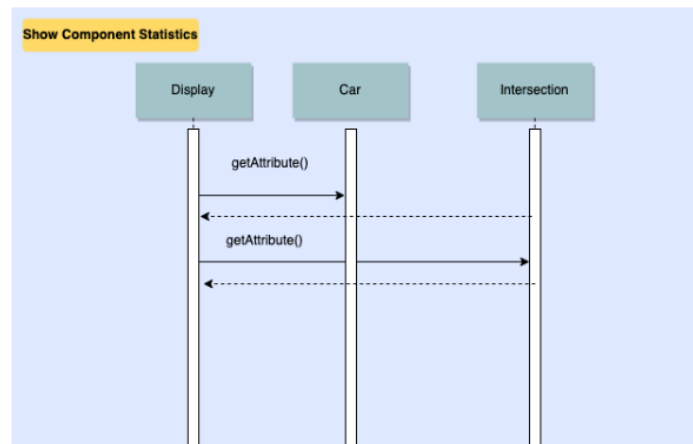 Show Component Statistics
Display
Car
Intersection
getAttribute()
getAttribute()